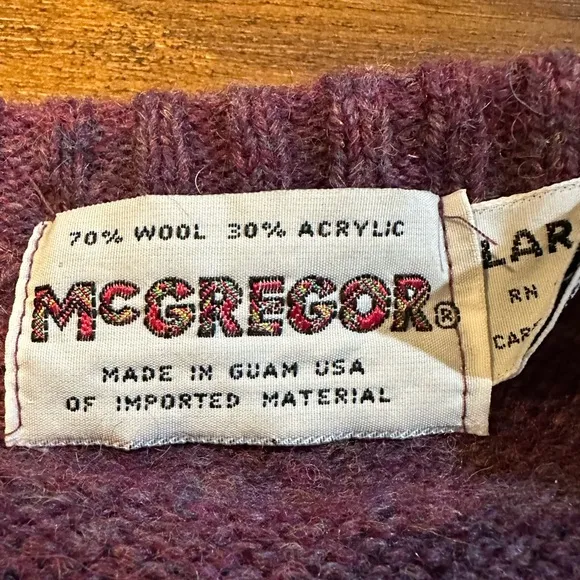 70% WOOL 30% ACRYLIC
McGREGOR®
MADE IN GUAM USA
OF IMPORTED MATERIAL
LAR
RN